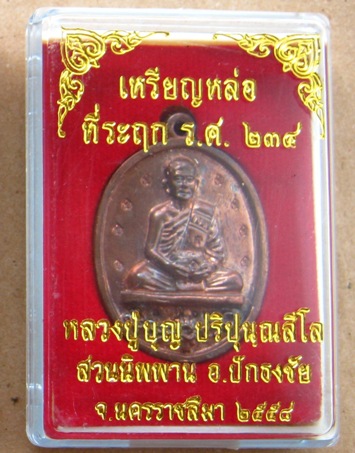 เหรียญหล่อ
ที่ระฤก ร.ศ. ๒๓๔
หลวงปู่บุญ ปริปุนฺณสีโล
สวนนิพพาน อ.ปักธงชัย
จ.นครราชสีมา ๒๕๕๘